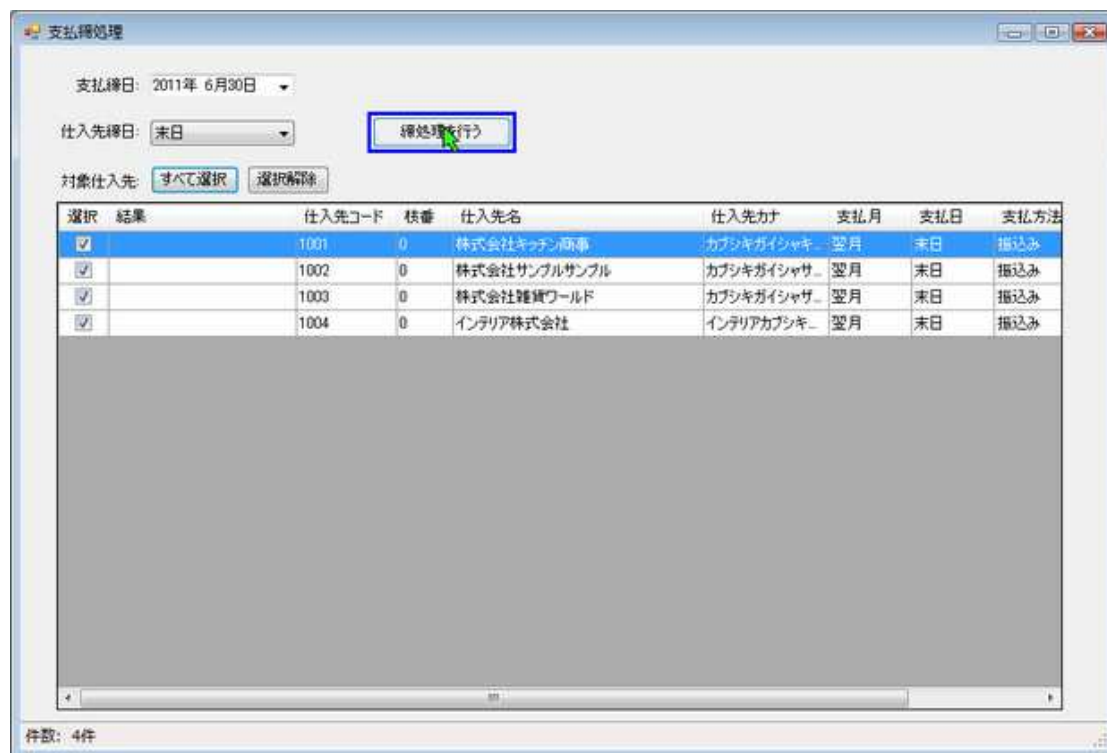 支払締処理
支払締日: 2011年 6月30日
仕入先締日: 末日
締処理を行う
対象仕入先: すべて選択 選択解除
選択 結果 仕入先コード 枝番 仕入先名 仕入先カナ 支払月 支払日 支払方法
1001 0 株式会社キッチン商事 カブシキガイシャキ... 翌月 末日 振込み
1002 0 株式会社サンプルサンプル カブシキガイシャサ... 翌月 末日 振込み
1003 0 株式会社雑貨ワールド カブシキガイシャザ... 翌月 末日 振込み
1004 0 インテリア株式会社 インテリアカブシキ... 翌月 末日 振込み
件数: 4件